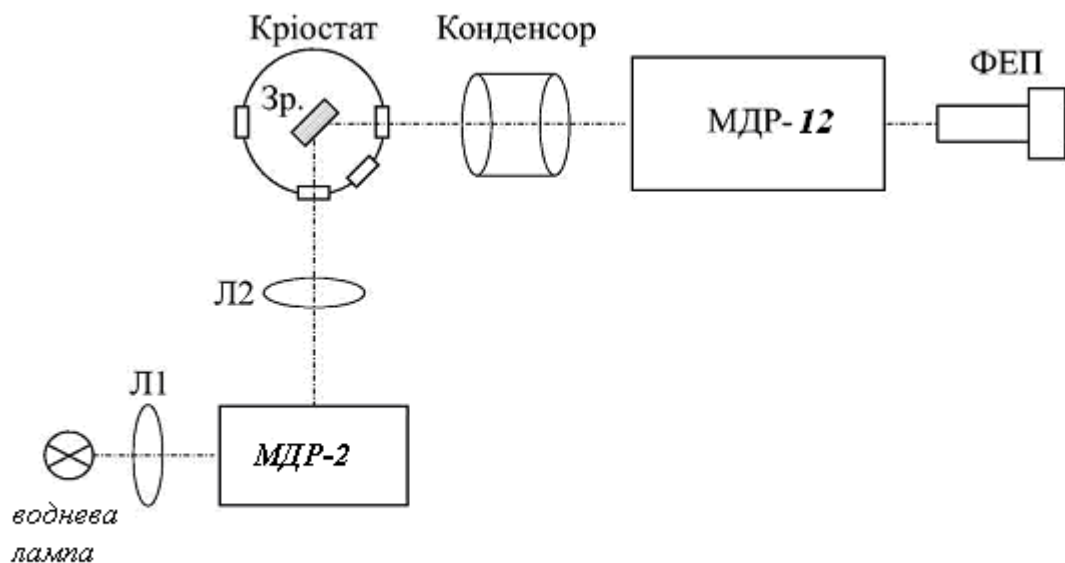 Кріостат
Конденсор
ФЕП
Зр.
МДР-12
Л2
Л1
МДР-2
воднева
лампа